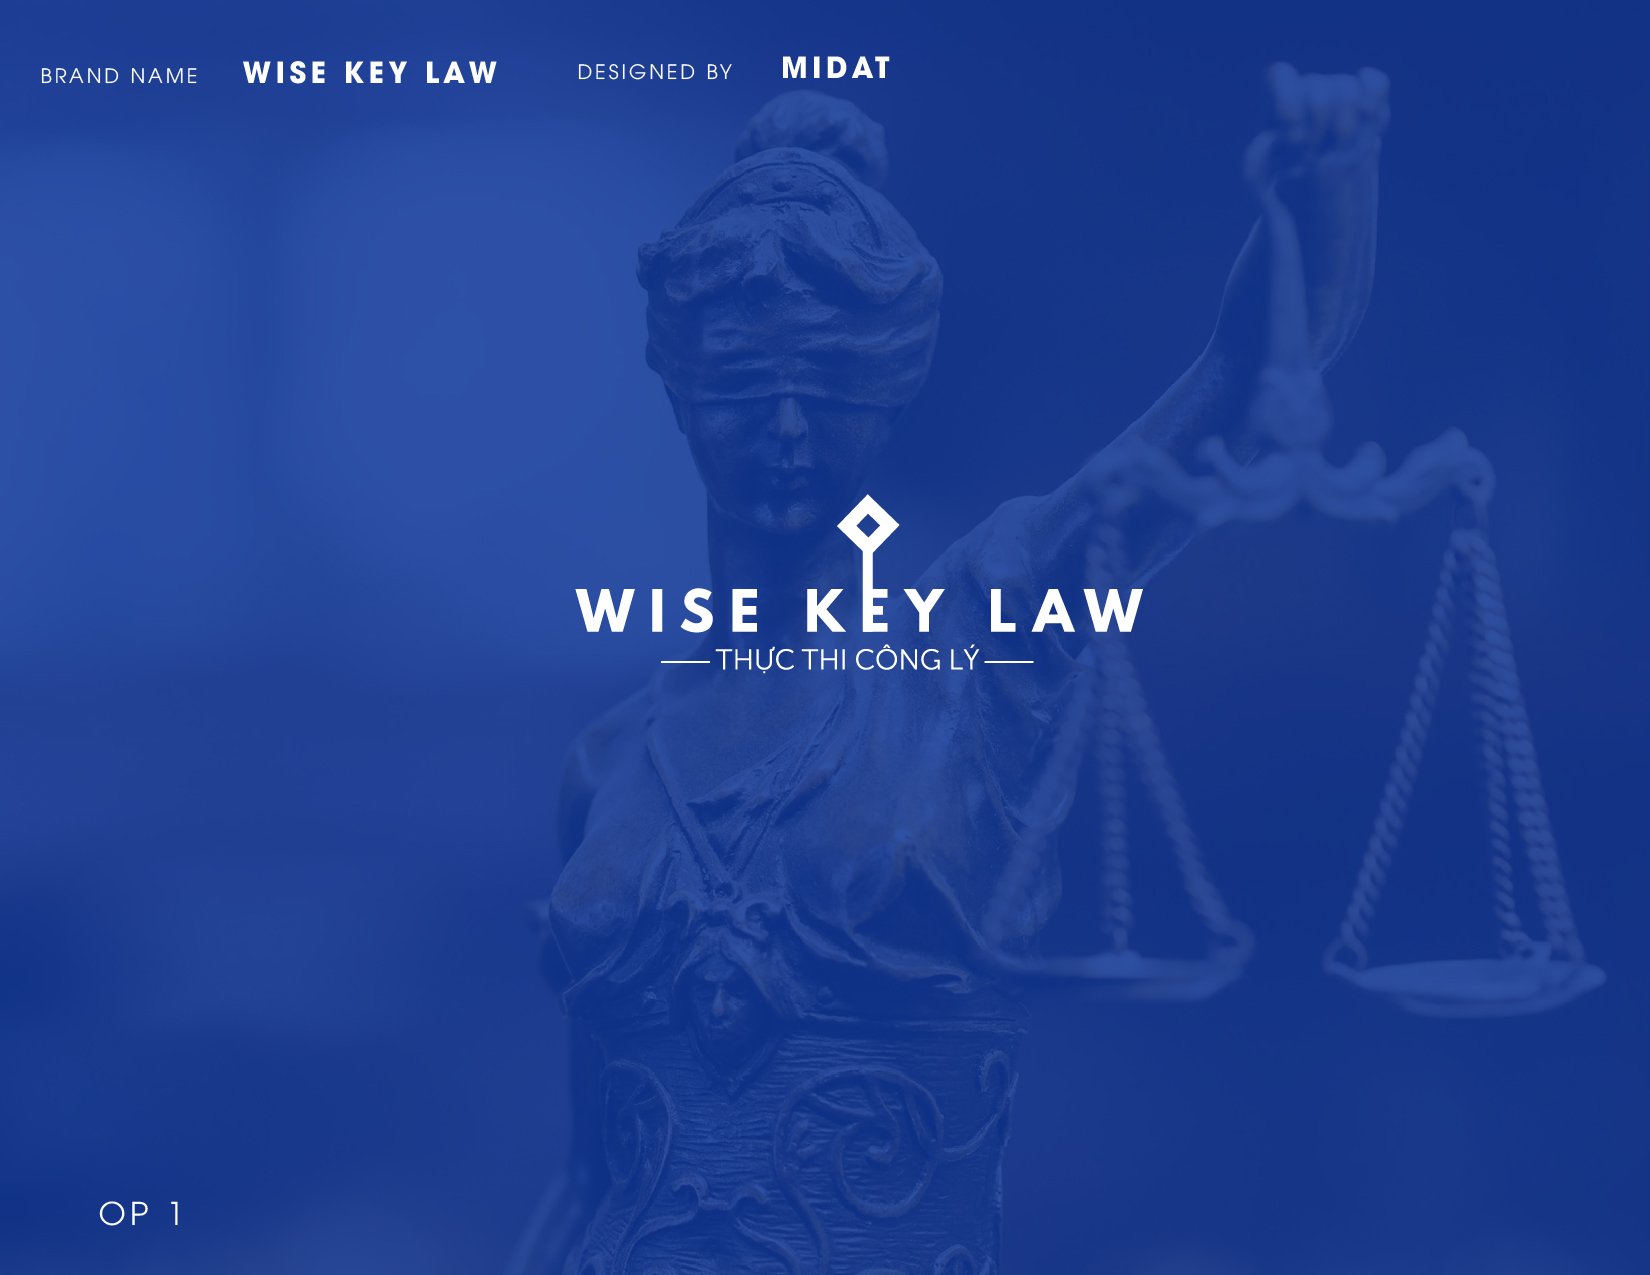 BRAND NAME WISE KEY LAW DESIGNED BY MIDAT
WISE KEY LAW
THỰC THI CÔNG LÝ
OP 1